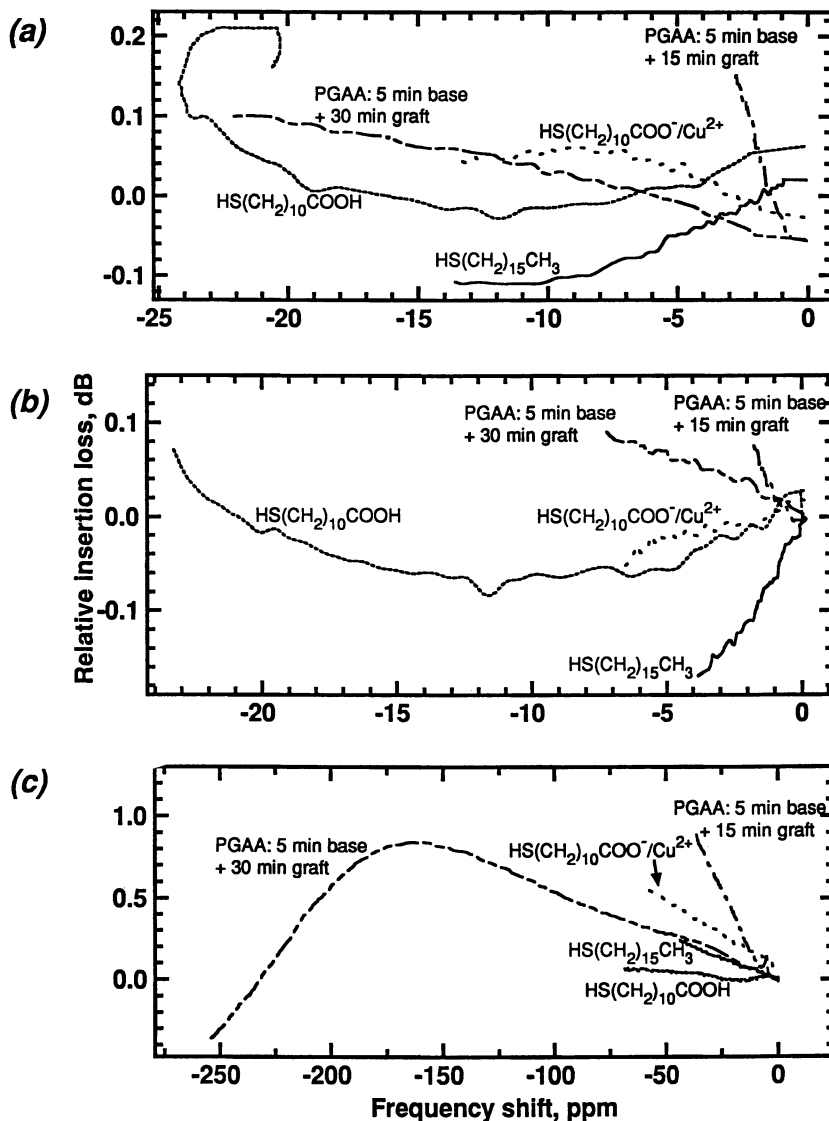 (a)
0.2
0.1
0.0
-0.1
PGAA: 5 min base
+ 15 min graft
PGAA: 5 min base
+ 30 min graft
HS(CH₂)₁₀COO⁻/Cu²⁺
HS(CH₂)₁₀COOH
HS(CH₂)₁₅CH₃
-25 -20 -15 -10 -5 0
(b)
Relative insertion loss, dB
0.1
0.0
-0.1
PGAA: 5 min base
+ 30 min graft
PGAA: 5 min base
+ 15 min graft
HS(CH₂)₁₀COOH
HS(CH₂)₁₀COO⁻/Cu²⁺
HS(CH₂)₁₅CH₃
-20 -15 -10 -5 0
(c)
1.0
0.5
0.0
PGAA: 5 min base
+ 30 min graft
PGAA: 5 min base
+ 15 min graft
HS(CH₂)₁₀COO⁻/Cu²⁺
HS(CH₂)₁₅CH₃
HS(CH₂)₁₀COOH
-250 -200 -150 -100 -50 0
Frequency shift, ppm